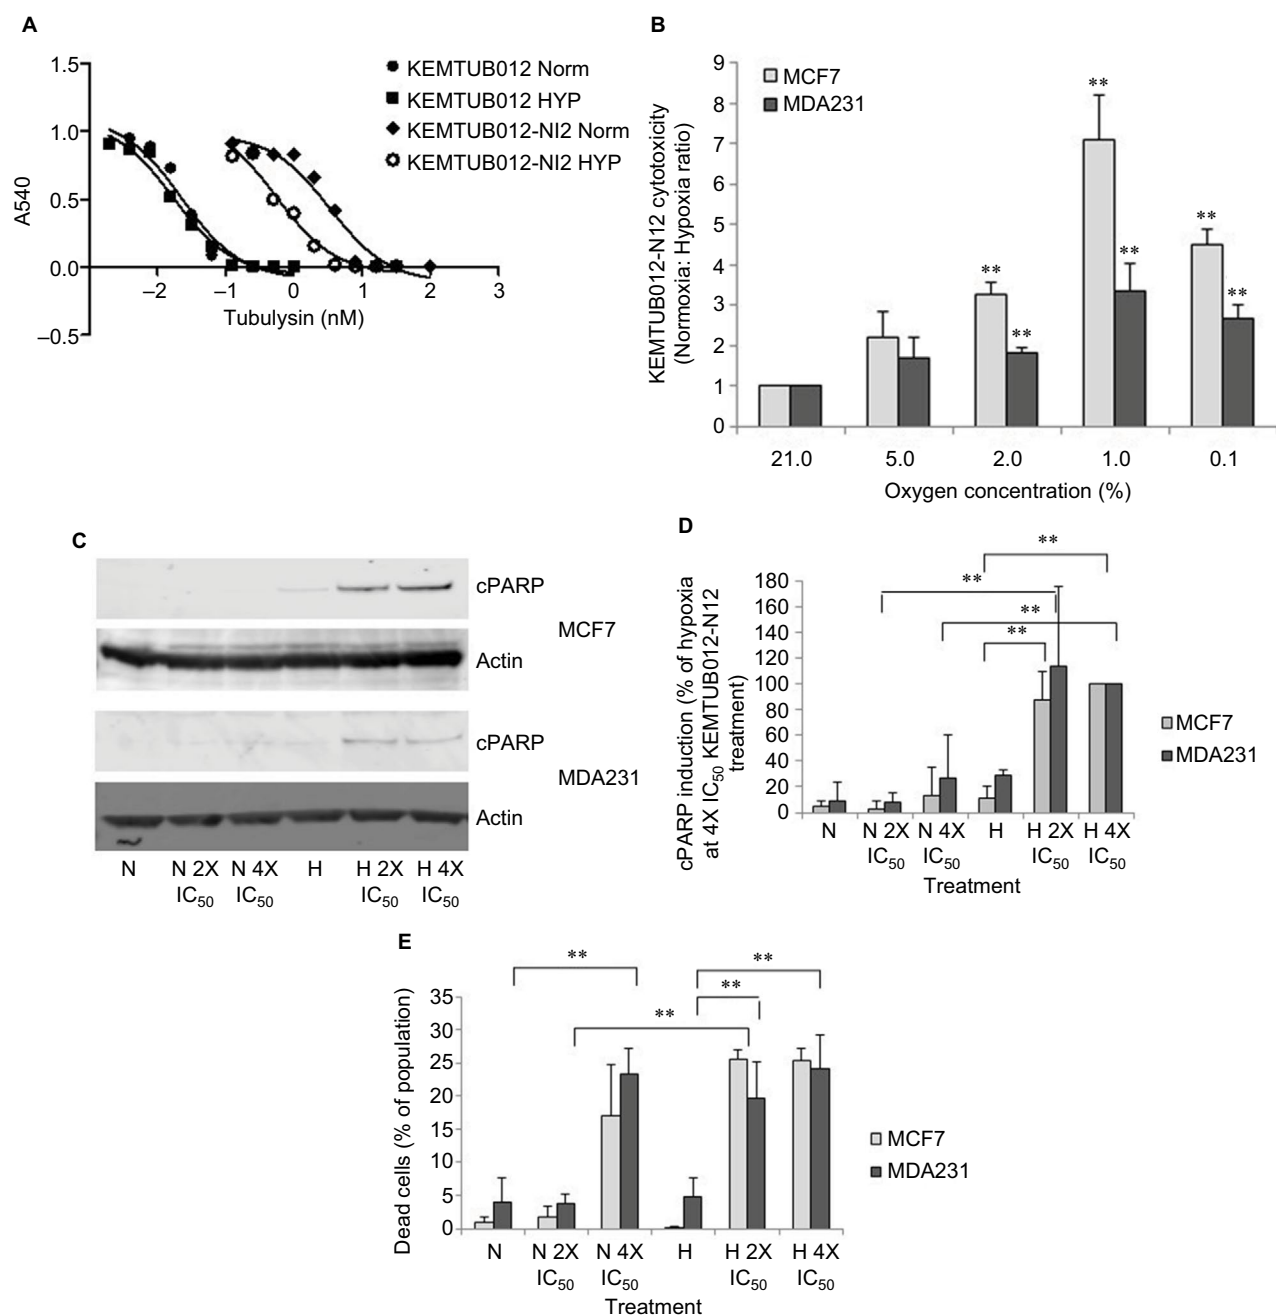 A
1.5
1.0
0.5
0.0
–0.5
A540
–2
–1
0
1
2
3
Tubulysin (nM)
KEMTUB012 Norm
KEMTUB012 HYP
KEMTUB012-NI2 Norm
KEMTUB012-NI2 HYP
B
KEMTUB012-N12 cytotoxicity
(Normoxia: Hypoxia ratio)
9
8
7
6
5
4
3
2
1
0
MCF7
MDA231
**
**
**
**
**
**
21.0
5.0
2.0
1.0
0.1
Oxygen concentration (%)
C
cPARP
MCF7
Actin
cPARP
MDA231
Actin
N
N 2X
IC50
N 4X
IC50
H
H 2X
IC50
H 4X
IC50
D
cPARP induction (% of hypoxia
at 4X IC50 KEMTUB012-N12
treatment)
180
160
140
120
100
80
60
40
20
0
**
**
**
**
MCF7
MDA231
N
N 2X
IC50
N 4X
IC50
H
H 2X
IC50
H 4X
IC50
Treatment
E
Dead cells (% of population)
35
30
25
20
15
10
5
0
**
**
**
**
MCF7
MDA231
N
N 2X
IC50
N 4X
IC50
H
H 2X
IC50
H 4X
IC50
Treatment